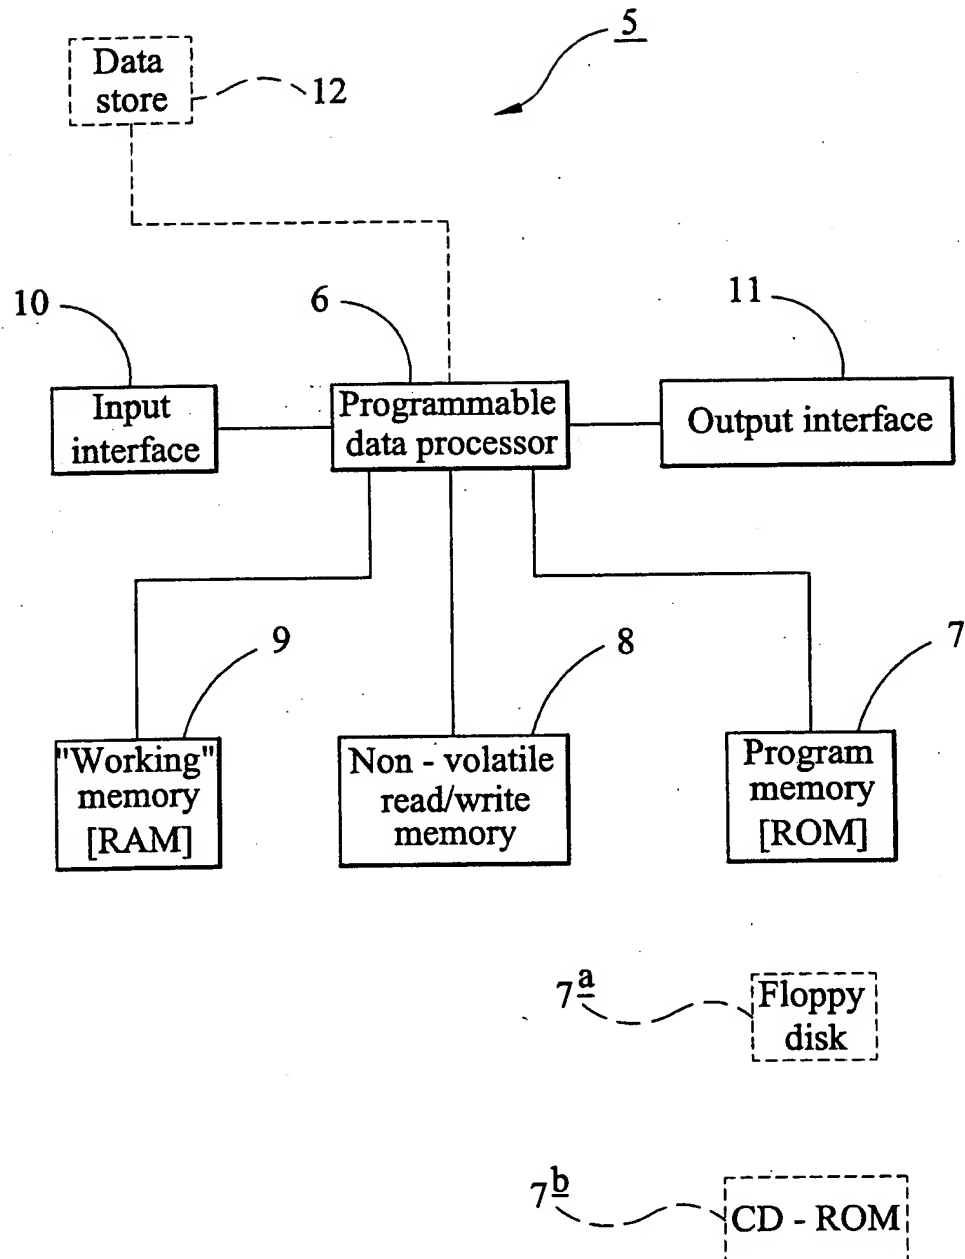 5
Data
store
12
10
6
11
Input
interface
Programmable
data processor
Output interface
9
8
7
"Working"
memory
[RAM]
Non - volatile
read/write
memory
Program
memory
[ROM]
7a
Floppy
disk
7b
CD - ROM